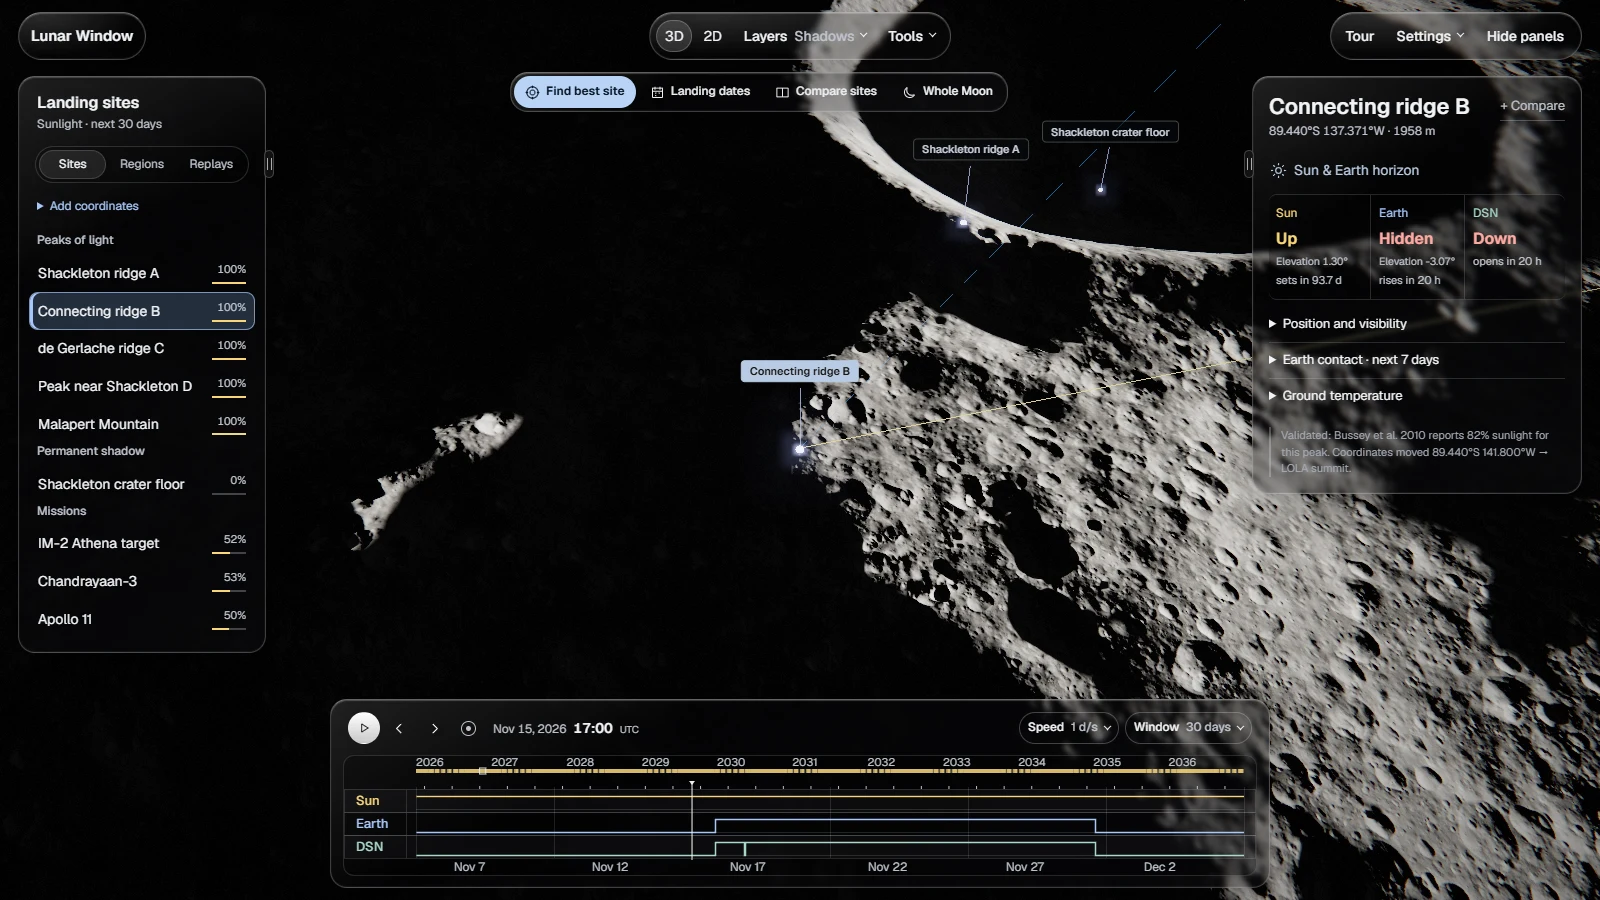 Lunar Window
3D 2D Layers Shadows Tools
Tour Settings Hide panels
Find best site Landing dates Compare sites Whole Moon
Landing sites
Sunlight · next 30 days
Sites Regions Replays
Add coordinates
Peaks of light
Shackleton ridge A 100%
Connecting ridge B 100%
de Gerlache ridge C 100%
Peak near Shackleton D 100%
Malapert Mountain 100%
Permanent shadow
Shackleton crater floor 0%
Missions
IM-2 Athena target 52%
Chandrayaan-3 53%
Apollo 11 50%
Shackleton ridge A
Shackleton crater floor
Connecting ridge B
Connecting ridge B + Compare
89.440°S 137.371°W · 1958 m
Sun & Earth horizon
Sun Earth DSN
Up Hidden Down
Elevation 1.30° Elevation -3.07° opens in 20 h
sets in 93.7 d rises in 20 h
Position and visibility
Earth contact · next 7 days
Ground temperature
Validated: Bussey et al. 2010 reports 82% sunlight for
this peak. Coordinates moved 89.440°S 141.800°W →
LOLA summit.
Nov 15, 2026 17:00 UTC
Speed 1 d/s Window 30 days
2026 2027 2028 2029 2030 2031 2032 2033 2034 2035 2036
Sun
Earth
DSN
Nov 7 Nov 12 Nov 17 Nov 22 Nov 27 Dec 2